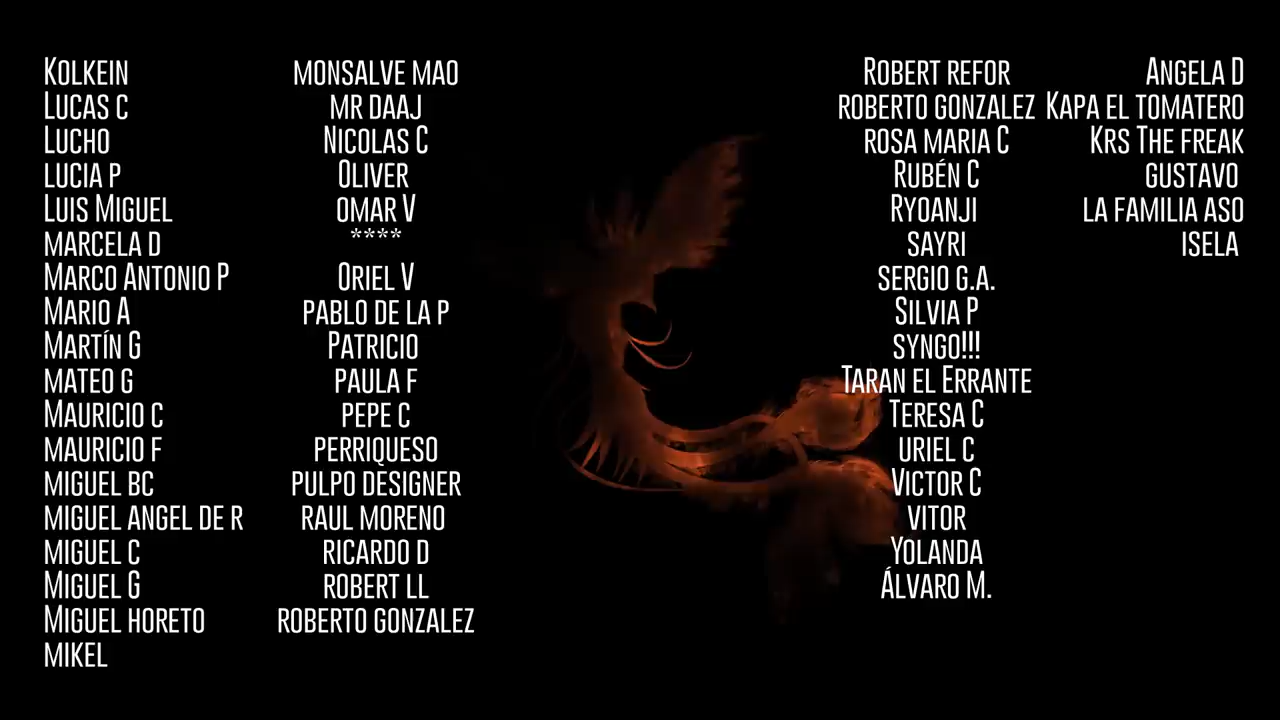 Kolkein
Lucas C
Lucho
LUCIA P
Luis Miguel
MARCELA D
Marco Antonio P
Mario A
Martín G
MATEO G
Mauricio C
MAURICIO F
MIGUEL BC
MIGUEL ANGEL DE R
MIGUEL C
Miguel G
Miguel HORETO
MIKEL
MONSALVE MAO
MR DAAJ
Nicolas C
Oliver
OMAR V
****
Oriel V
PABLO DE LA P
Patricio
PAULA F
PEPE C
PERRIQUESO
PULPO DESIGNER
RAUL MORENO
RICARDO D
ROBERT LL
ROBERTO GONZALEZ
Robert REFOR
ROBERTO GONZALEZ
ROSA MARIA C
Rubén C
Ryoanji
SAYRI
SERGIO G.A.
Silvia P
SYNGO!!!
Taran el Errante
Teresa C
URIEL C
Victor C
VITOR
Yolanda
Álvaro M.
Angela D
Kapa el tomatero
Krs The freak
GUSTAVO
LA FAMILIA ASO
ISELA